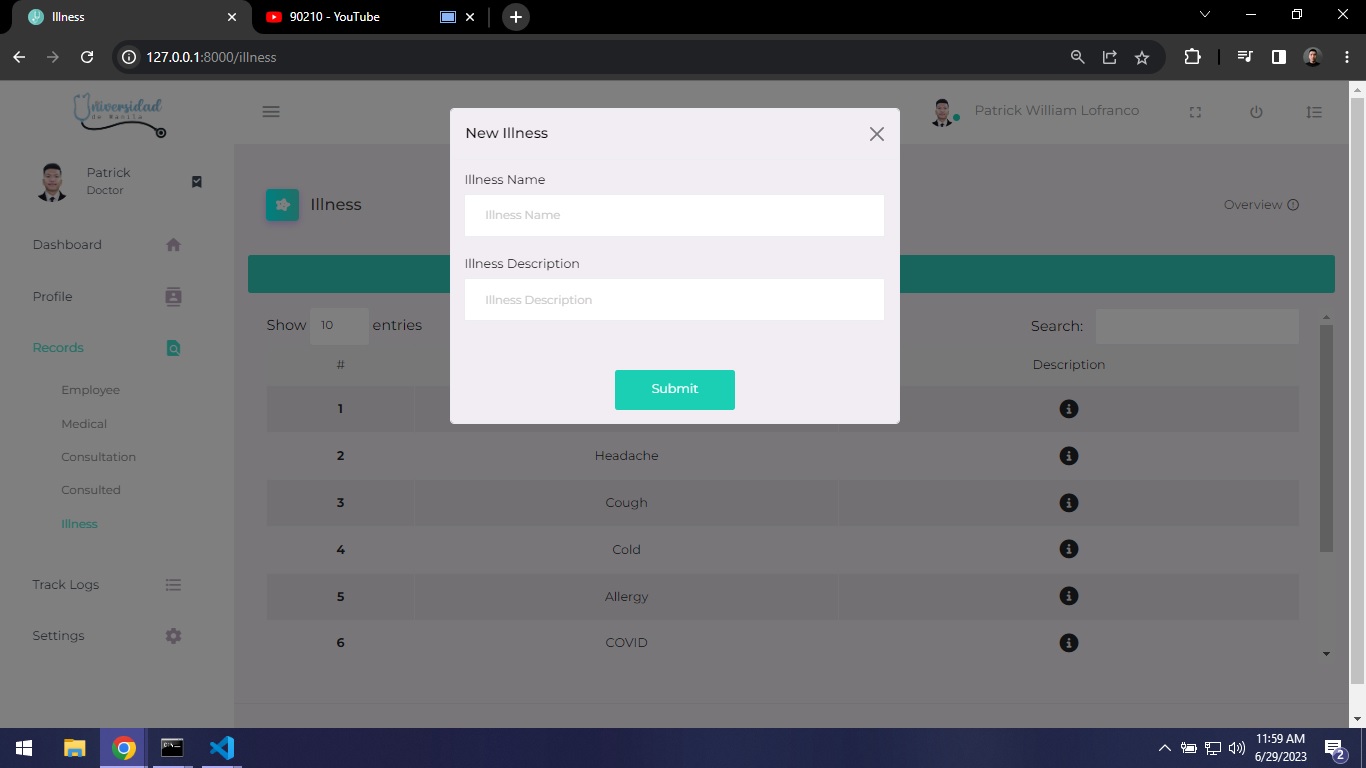 Illness
90210 - YouTube
127.0.0.1:8000/illness
Universidad
de Manila
Patrick William Lofranco
Patrick
Doctor
Dashboard
Profile
Records
Employee
Medical
Consultation
Consulted
Illness
Track Logs
Settings
Illness
Overview
New Illness
Illness Name
Illness Name
Illness Description
Illness Description
Submit
Show 10 entries
Search:
# Description
1
2 Headache
3 Cough
4 Cold
5 Allergy
6 COVID
11:59 AM
6/29/2023
2